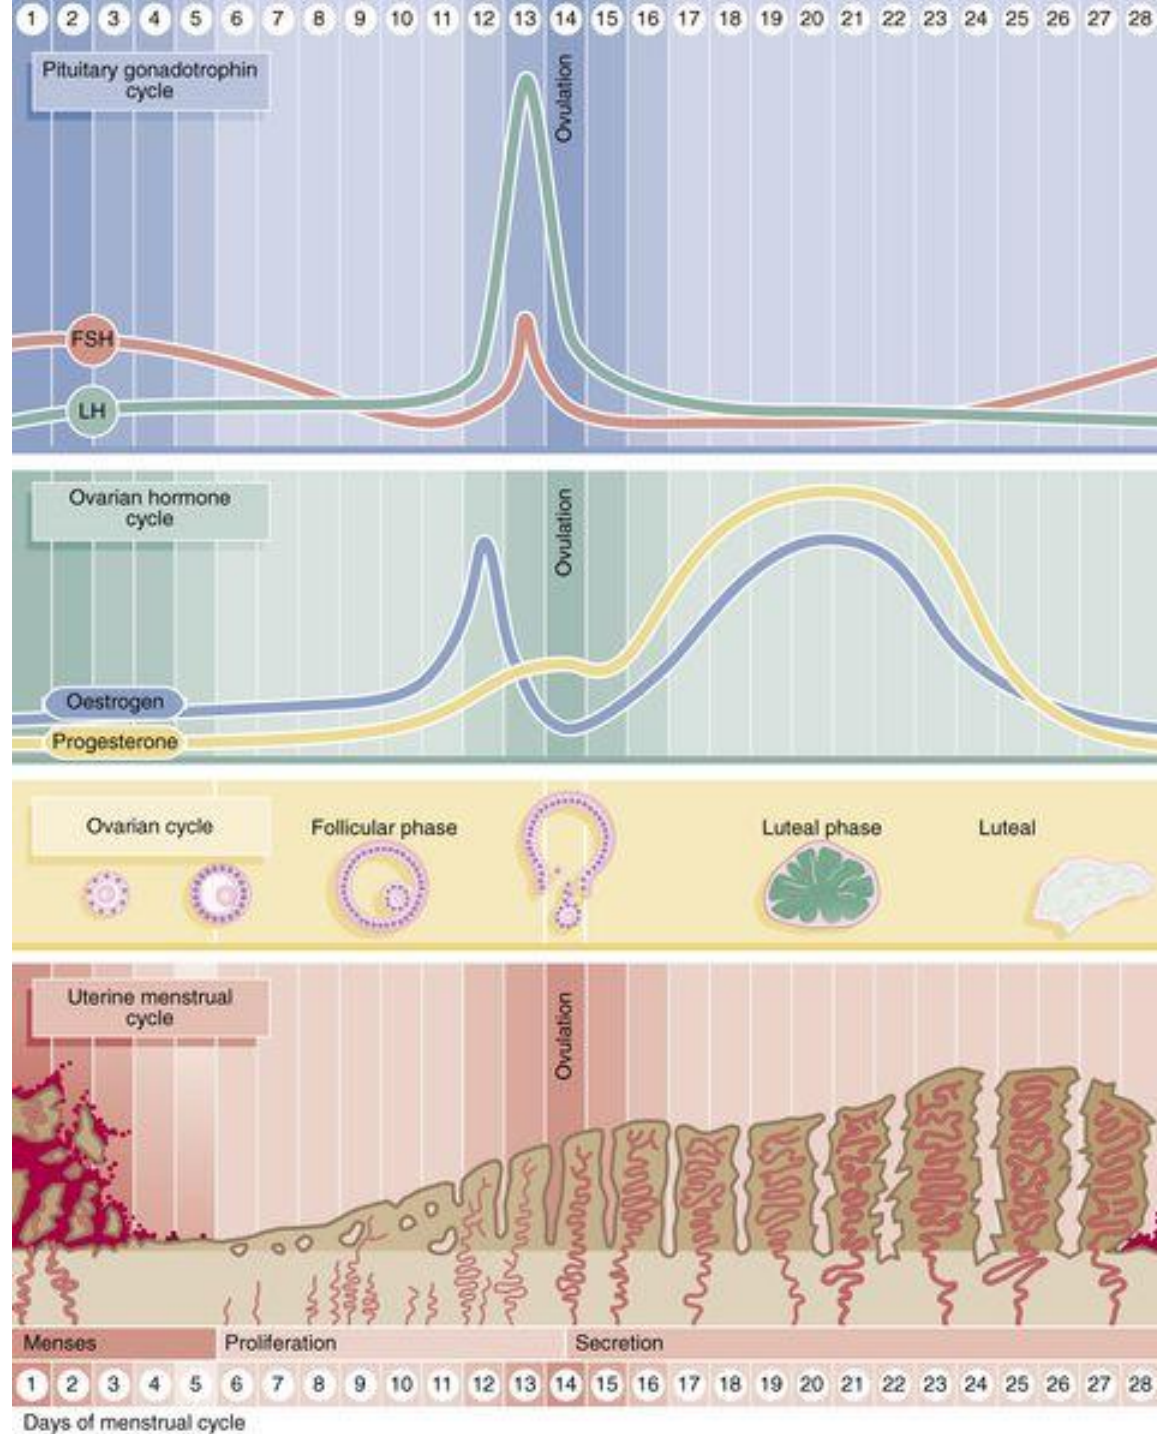 1 2 3 4 5 6 7 8 9 10 11 12 13 14 15 16 17 18 19 20 21 22 23 24 25 26 27 28
Pituitary gonadotrophin
cycle
Ovulation
FSH
LH
Ovarian hormone
cycle
Ovulation
Oestrogen
Progesterone
Ovarian cycle
Follicular phase
Luteal phase
Luteal
Uterine menstrual
cycle
Ovulation
Menses
Proliferation
Secretion
1 2 3 4 5 6 7 8 9 10 11 12 13 14 15 16 17 18 19 20 21 22 23 24 25 26 27 28
Days of menstrual cycle